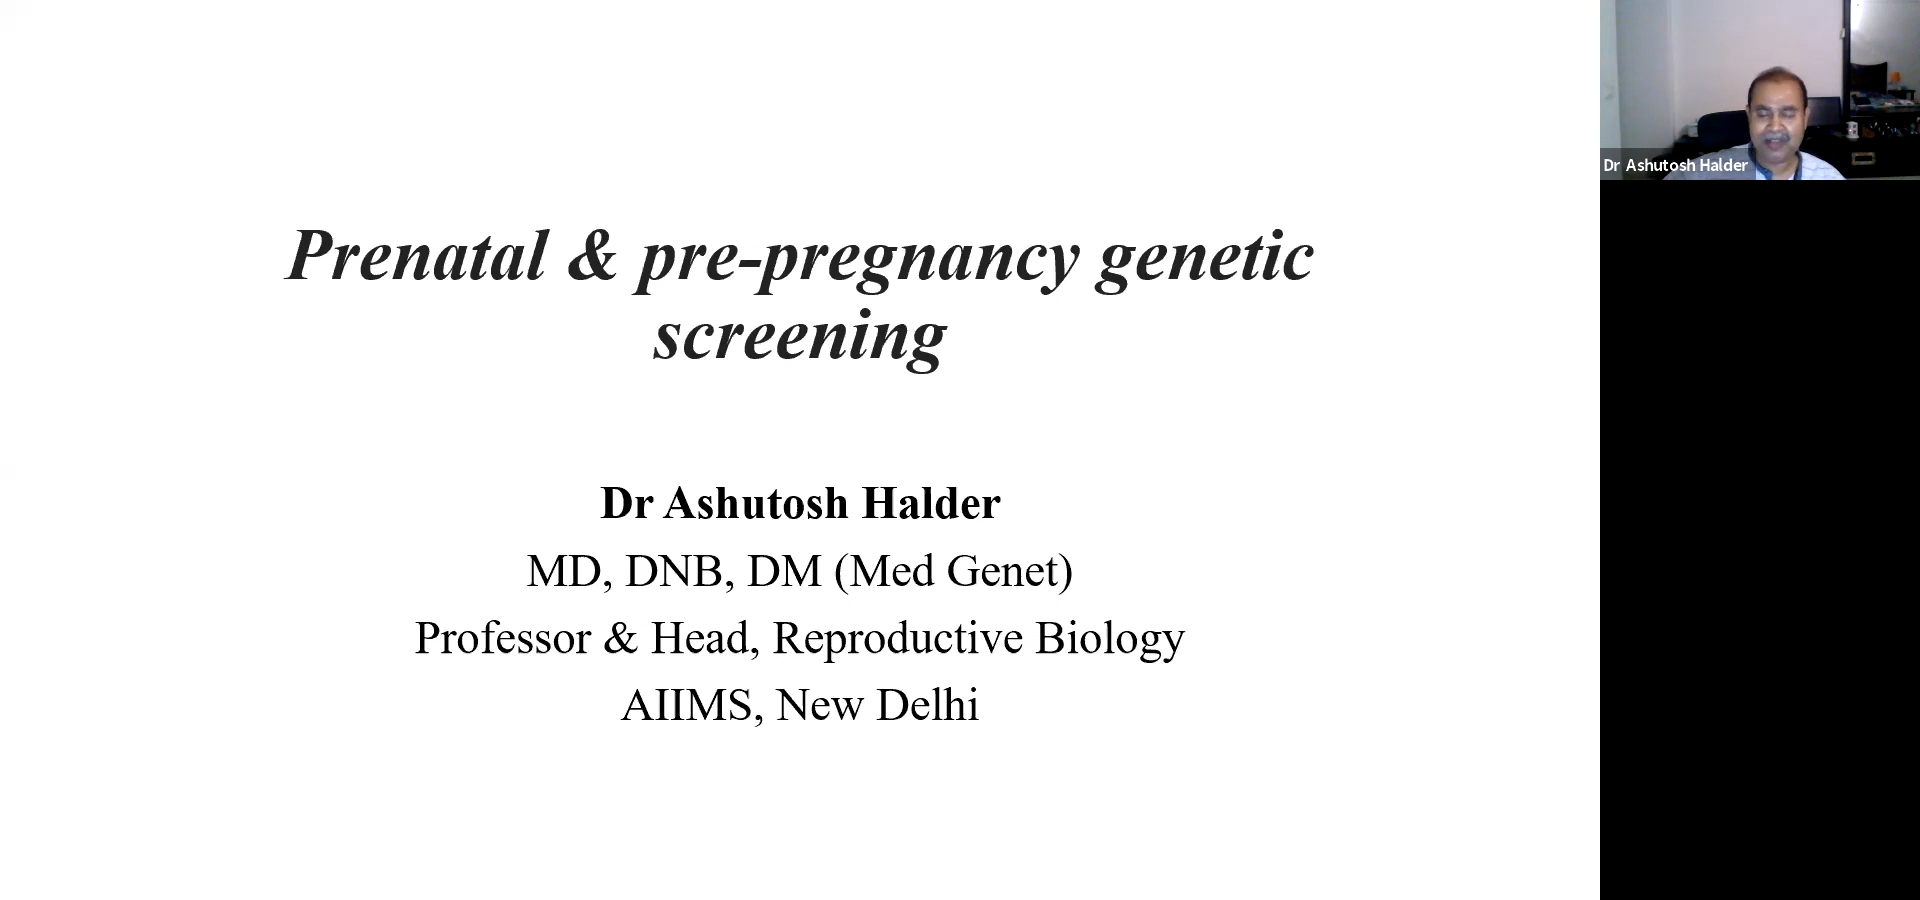 Prenatal & pre-pregnancy genetic
screening
Dr Ashutosh Halder
MD, DNB, DM (Med Genet)
Professor & Head, Reproductive Biology
AIIMS, New Delhi
Dr Ashutosh Halder